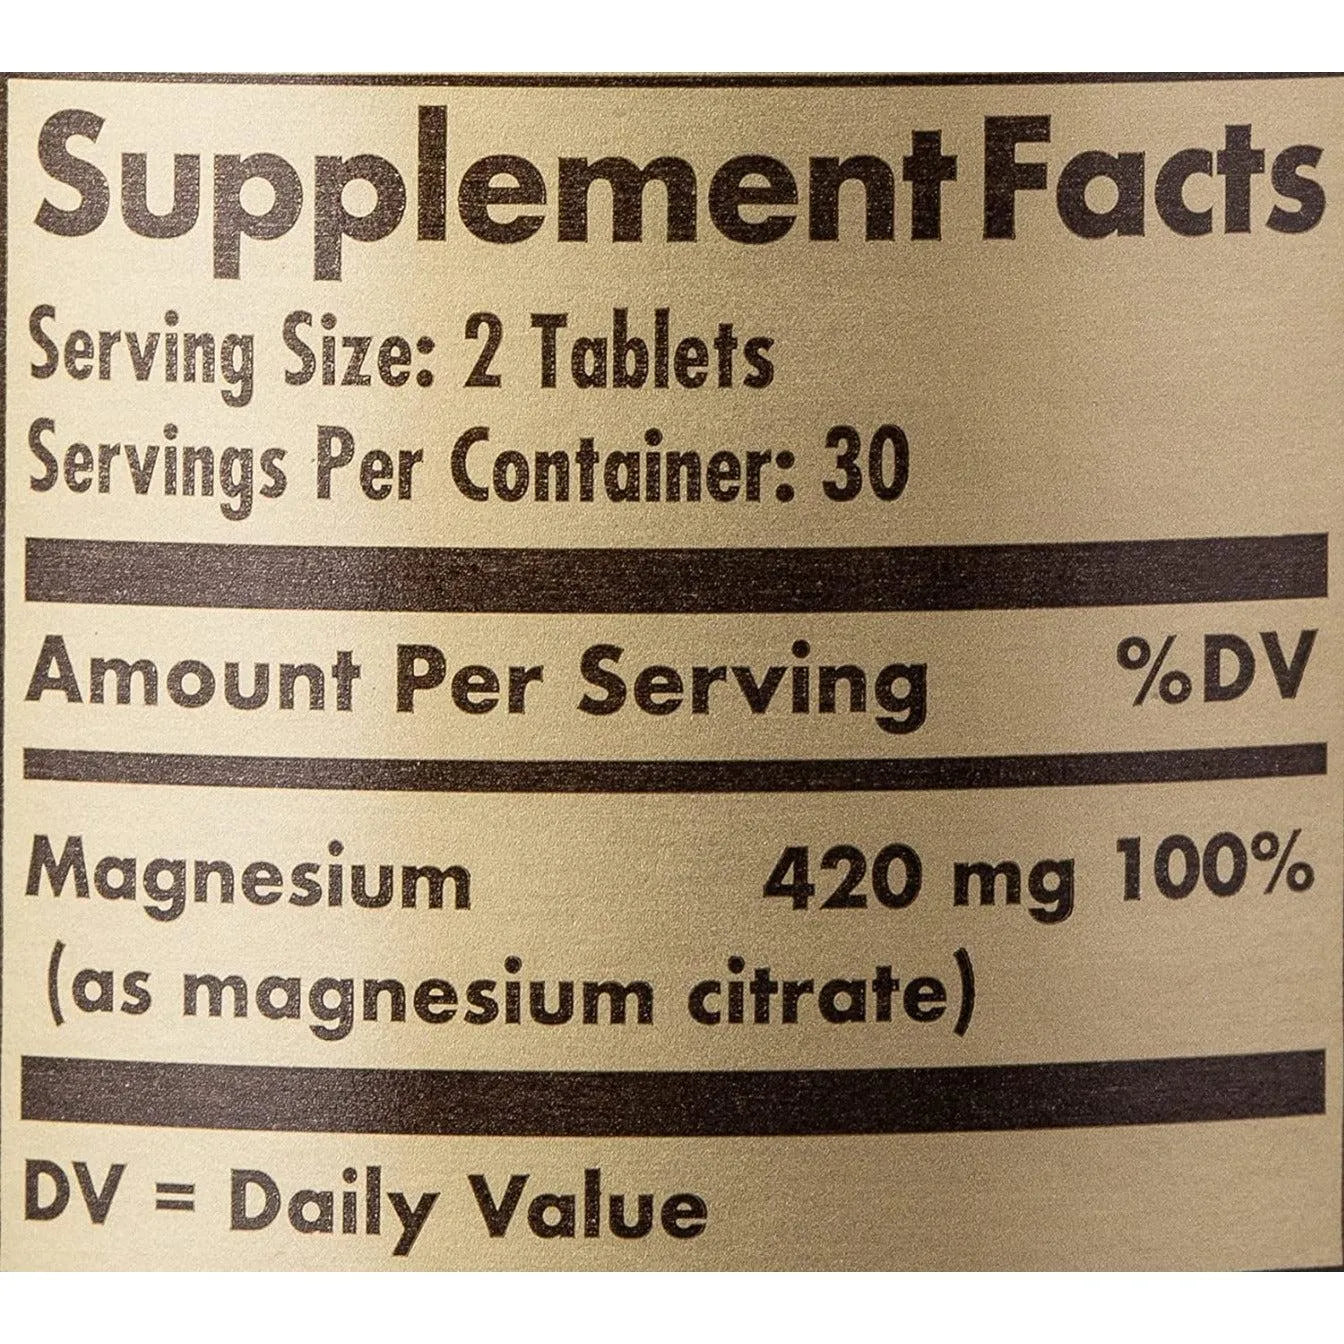 Supplement Facts
Serving Size: 2 Tablets
Servings Per Container: 30
Amount Per Serving %DV
Magnesium 420 mg 100%
(as magnesium citrate)
DV = Daily Value